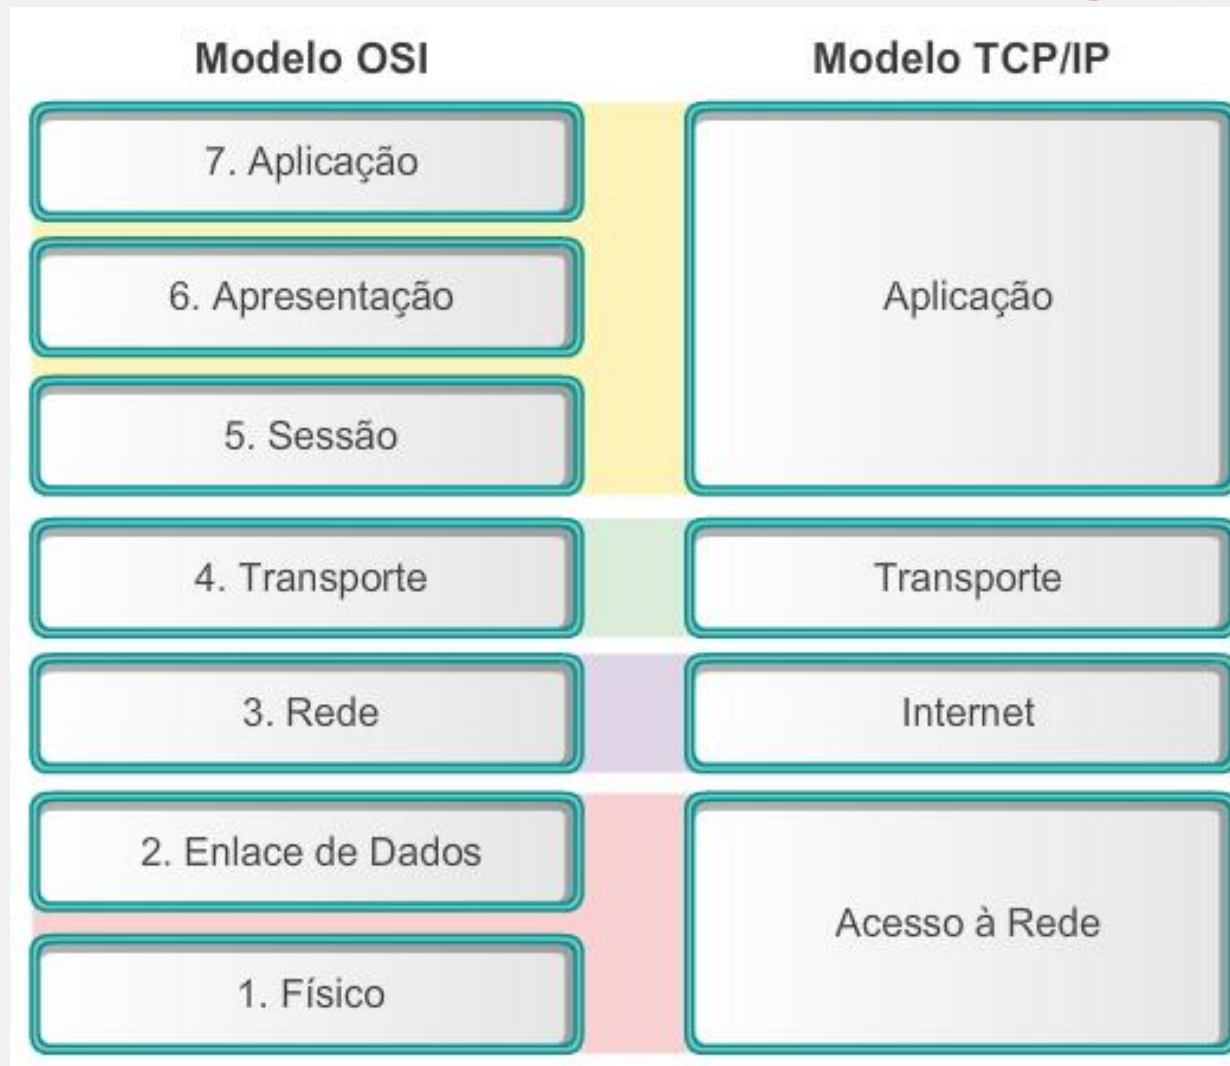 Modelo OSI
Modelo TCP/IP
7. Aplicação
6. Apresentação
5. Sessão
Aplicação
4. Transporte
Transporte
3. Rede
Internet
2. Enlace de Dados
1. Físico
Acesso à Rede